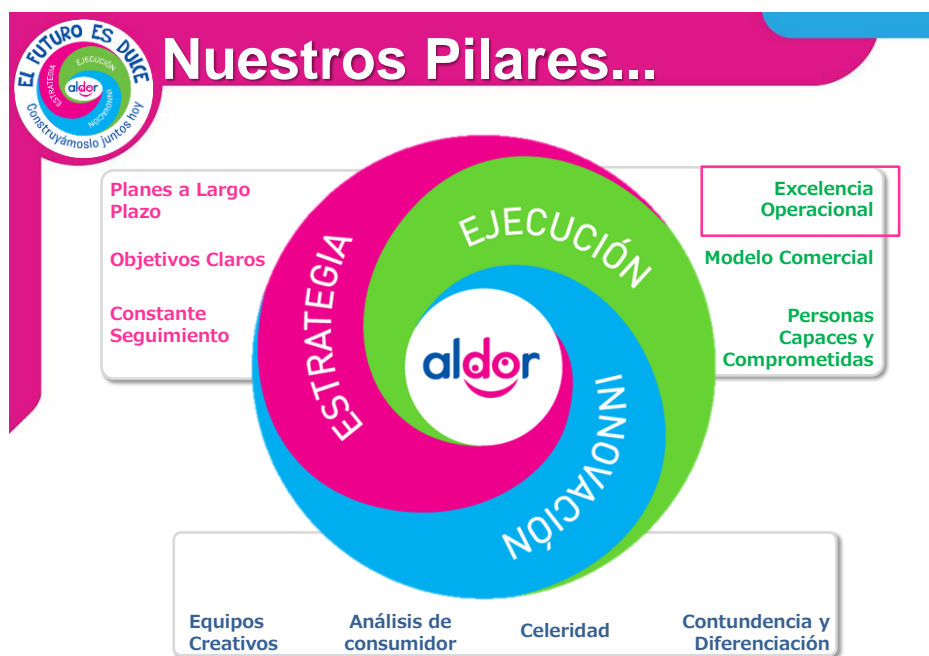 EL FUTURO ES DULCE
ESTRATEGIA
EJECUCIÓN
INNOVACIÓN
aldor
Construyámoslo juntos hoy
Nuestros Pilares...
Planes a Largo
Plazo
Objetivos Claros
Constante
Seguimiento
ESTRATEGIA
EJECUCIÓN
INNOVACIÓN
aldor
Excelencia
Operacional
Modelo Comercial
Personas
Capaces y
Comprometidas
Equipos
Creativos
Análisis de
consumidor
Celeridad
Contundencia y
Diferenciación